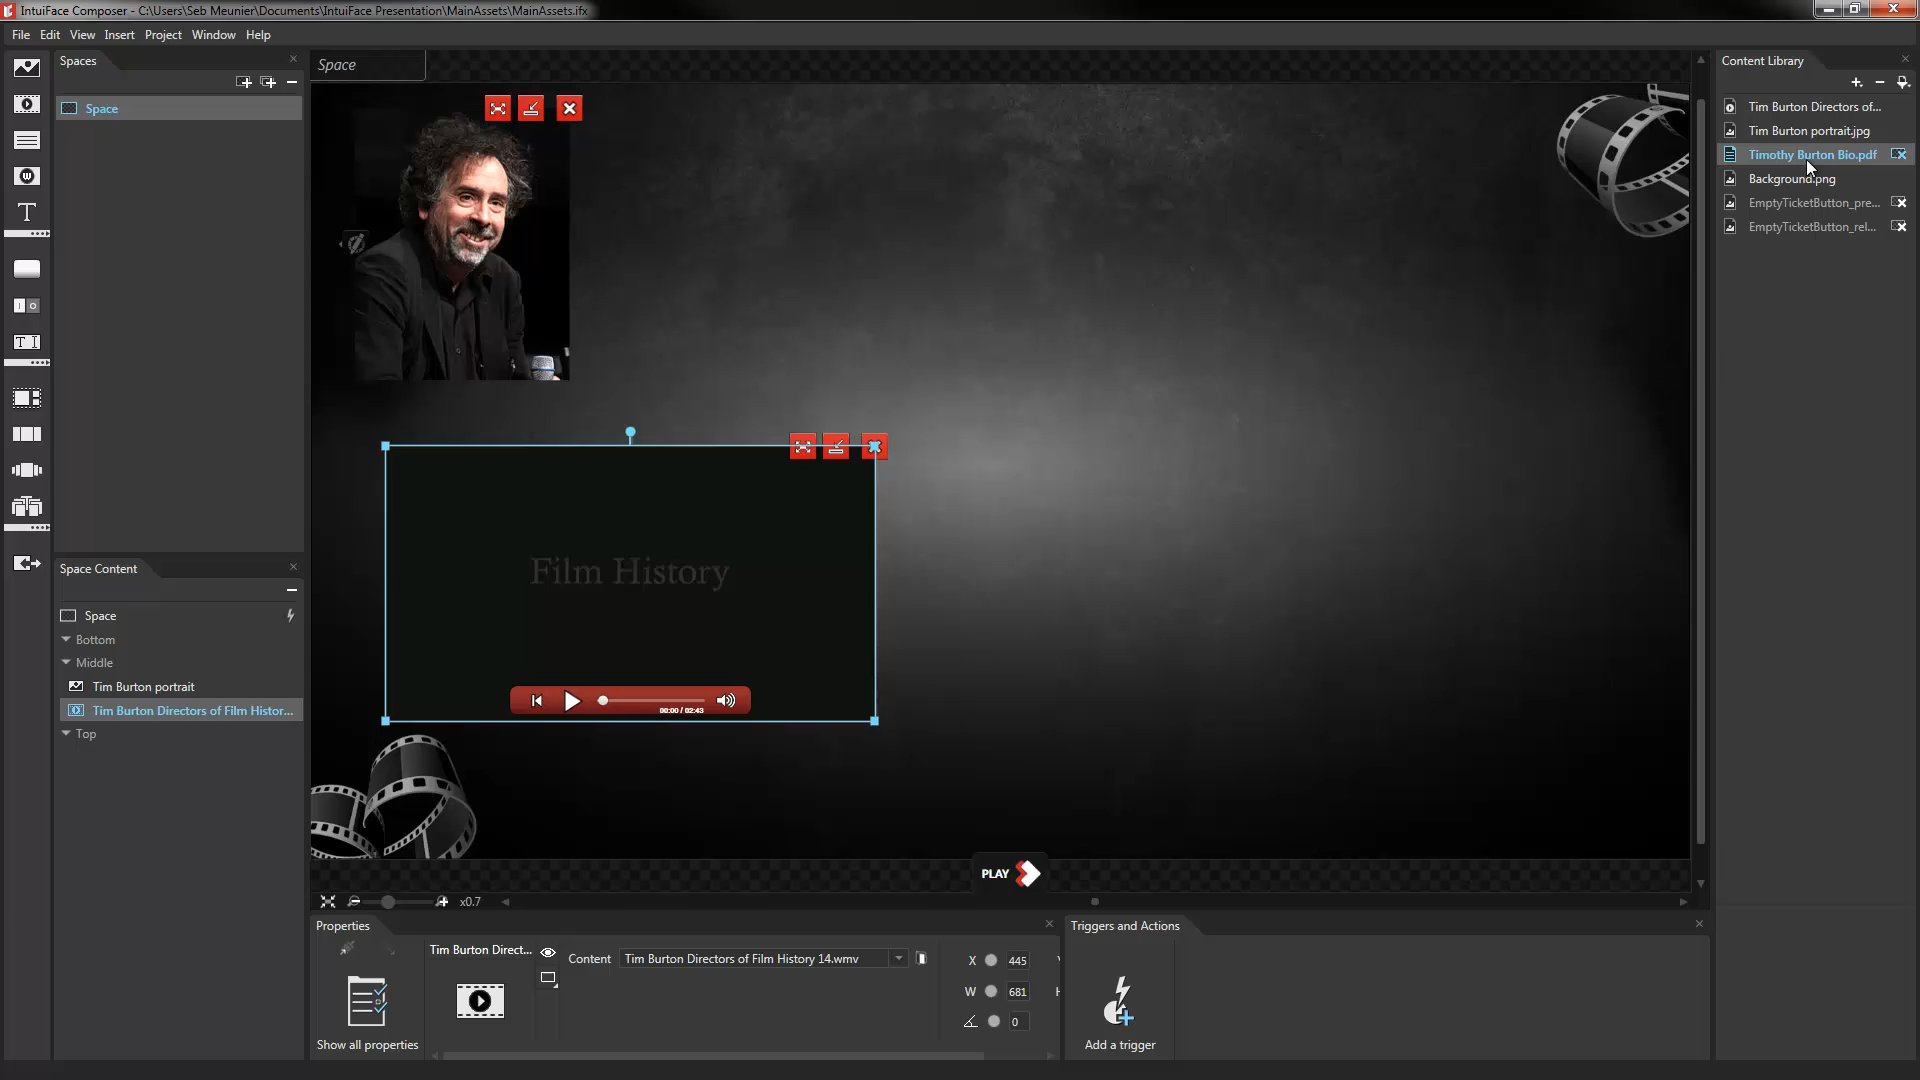 IntuiFace Composer - C:\Users\Seb Meunier\Documents\IntuiFace Presentation\MainAssets\MainAssets.ifx
File Edit View Insert Project Window Help
Spaces
Space
Space
Content Library
Tim Burton Directors of...
Tim Burton portrait.jpg
Timothy Burton Bio.pdf
Background.png
EmptyTicketButton_pre...
EmptyTicketButton_rel...
Film History
00:00 / 02:43
Space Content
Space
Bottom
Middle
Tim Burton portrait
Tim Burton Directors of Film Histor...
Top
PLAY
x0.7
Properties
Show all properties
Tim Burton Direct...
Content Tim Burton Directors of Film History 14.wmv
X 445
W 681
0
Triggers and Actions
Add a trigger